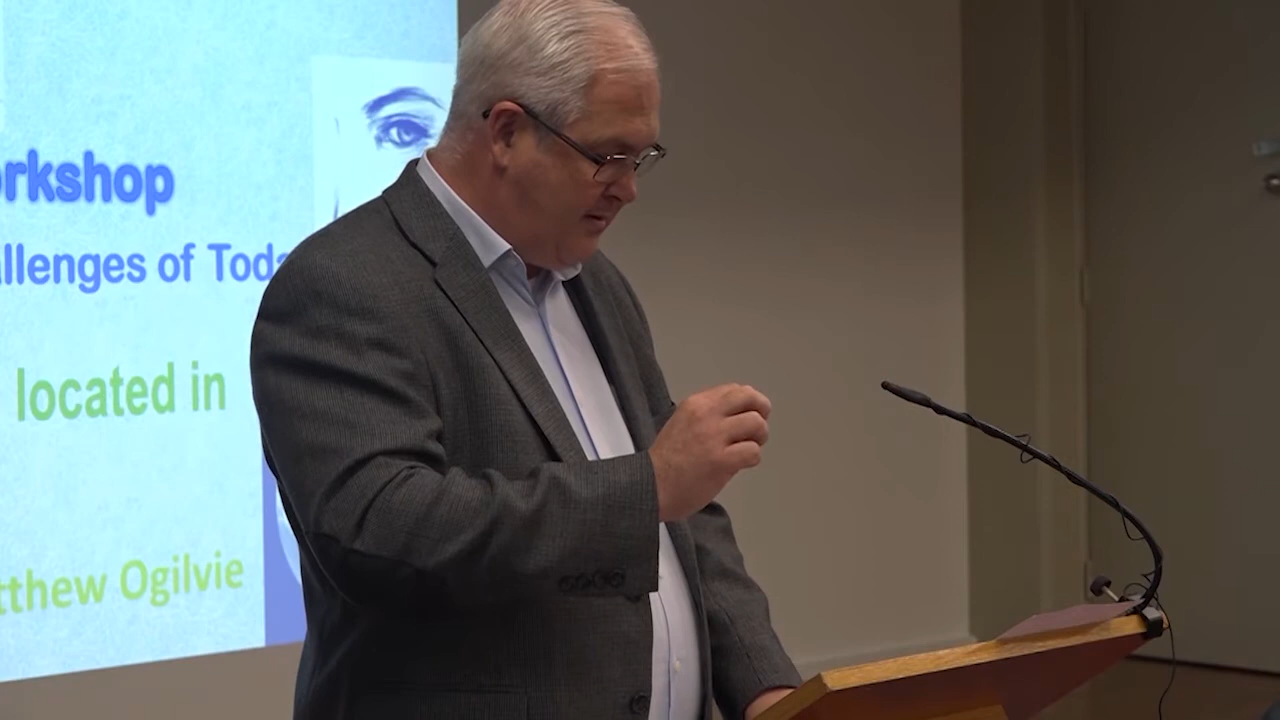 orkshop
allenges of Toda
located in
tthew Ogilvie